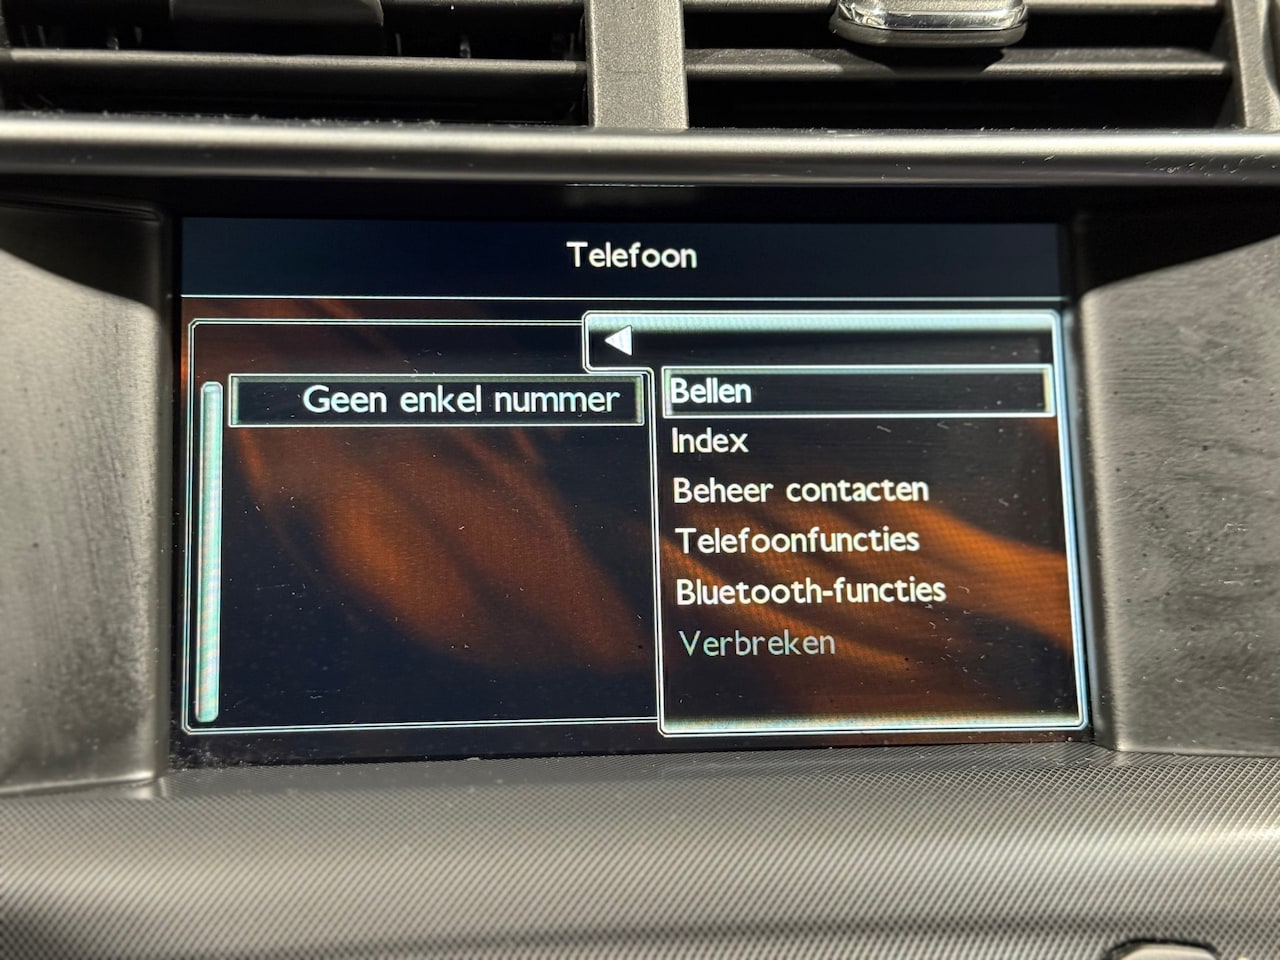 Telefoon
Geen enkel nummer
Bellen
Index
Beheer contacten
Telefoonfuncties
Bluetooth-functies
Verbreken